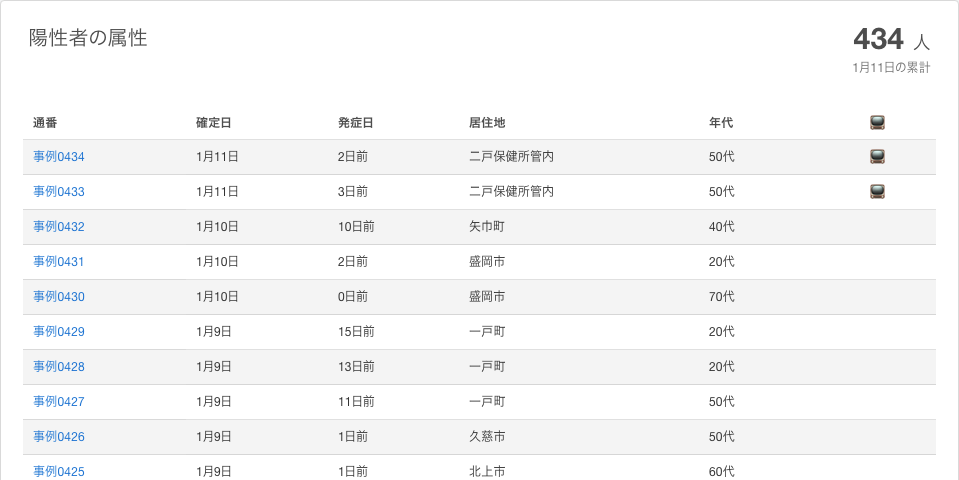 陽性者の属性
434 人
1月11日の累計
通番 確定日 発症日 居住地 年代
事例0434 1月11日 2日前 二戸保健所管内 50代
事例0433 1月11日 3日前 二戸保健所管内 50代
事例0432 1月10日 10日前 矢巾町 40代
事例0431 1月10日 2日前 盛岡市 20代
事例0430 1月10日 0日前 盛岡市 70代
事例0429 1月9日 15日前 一戸町 20代
事例0428 1月9日 13日前 一戸町 20代
事例0427 1月9日 11日前 一戸町 50代
事例0426 1月9日 1日前 久慈市 50代
事例0425 1月9日 1日前 北上市 60代